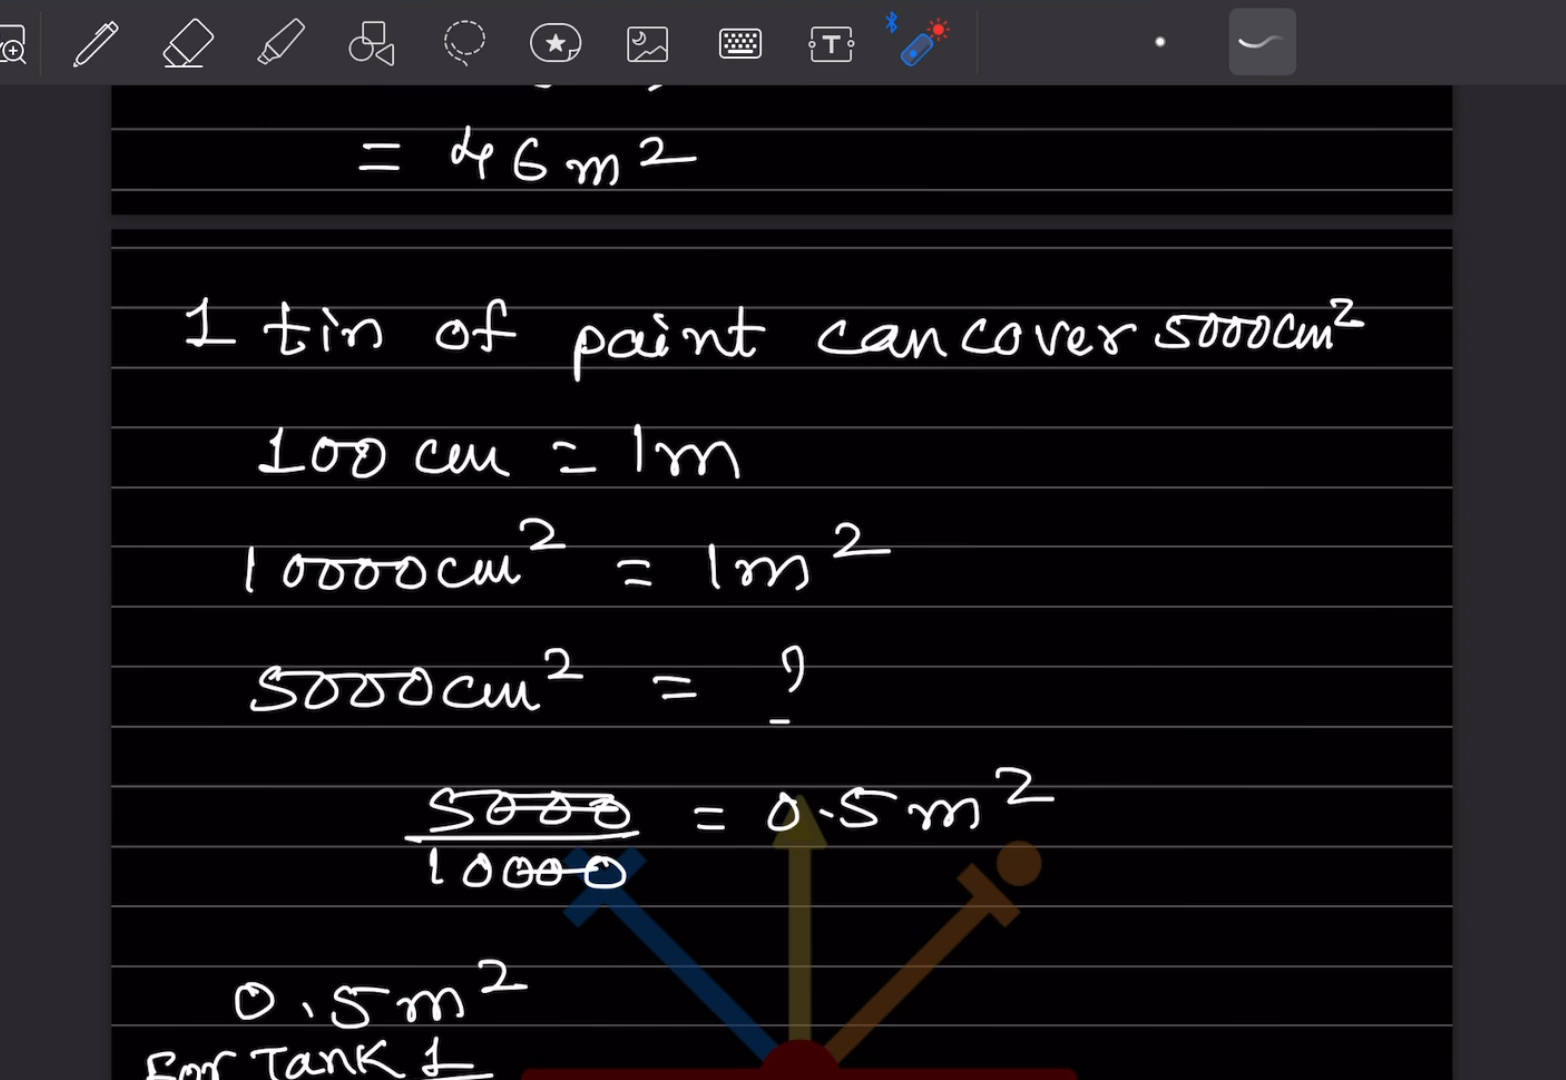 = 46 m²
1 tin of paint can cover 5000cm²
100 cm = 1m
10000cm² = 1m²
5000cm² = ?
5000/10000 = 0.5m²
0.5m²
For Tank 1